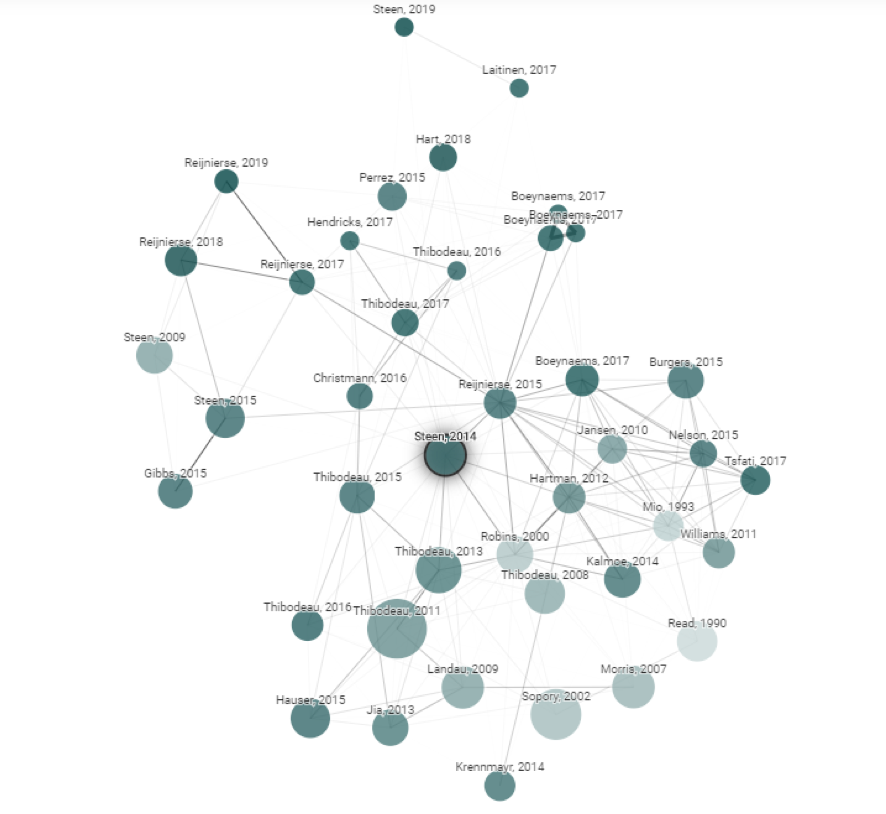 Steen, 2019
Laitinen, 2017
Hart, 2018
Reijnierse, 2019
Perrez, 2015
Boeynaems, 2017
Boeynaems, 2017
Boeynaems, 2017
Hendricks, 2017
Reijnierse, 2018
Thibodeau, 2016
Reijnierse, 2017
Thibodeau, 2017
Steen, 2009
Boeynaems, 2017
Burgers, 2015
Christmann, 2016
Reijnierse, 2015
Steen, 2015
Jansen, 2010
Steen, 2014
Nelson, 2015
Tsfati, 2017
Gibbs, 2015
Thibodeau, 2015
Hartman, 2012
Mio, 1993
Williams, 2011
Robins, 2000
Thibodeau, 2013
Kalmoe, 2014
Thibodeau, 2008
Thibodeau, 2016
Thibodeau, 2011
Read, 1990
Landau, 2009
Morris, 2007
Sopory, 2002
Hauser, 2015
Jia, 2013
Krennmayr, 2014